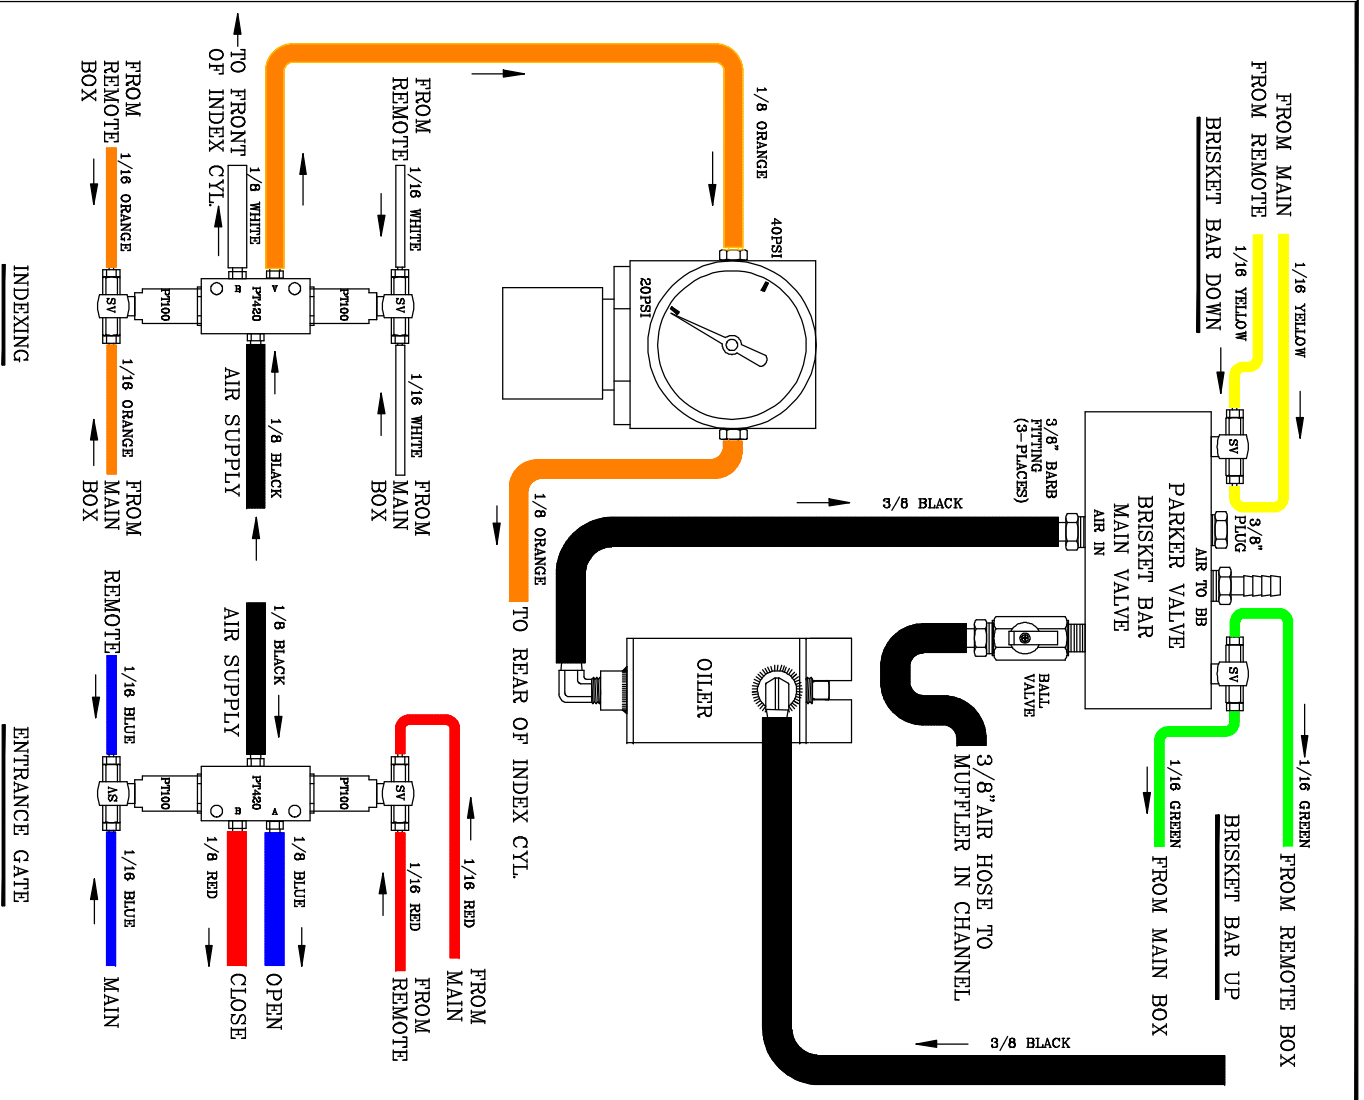 FROM MAIN
FROM REMOTE
BRISKET BAR DOWN
1/16 YELLOW
1/16 YELLOW
SV
3/8"
PLUG
AIR TO BB
PARKER VALVE
BRISKET BAR
MAIN VALVE
AIR IN
3/8" BARB
FITTING
(3-PLACES)
SV
1/16 GREEN
1/16 GREEN
BRISKET BAR UP
FROM REMOTE BOX
FROM MAIN BOX
BALL
VALVE
3/8"AIR HOSE TO
MUFFLER IN CHANNEL
3/8 BLACK
3/8 BLACK
OILER
1/8 ORANGE
40PSI
20PSI
1/8 ORANGE
TO REAR OF INDEX CYL.
FROM
REMOTE
1/16 WHITE
SV
1/16 WHITE
FROM
MAIN
BOX
TO FRONT
OF INDEX CYL.
1/8 WHITE
PT100
PT420
PT100
B
A
1/8 BLACK
AIR SUPPLY
FROM
REMOTE
BOX
1/16 ORANGE
SV
1/16 ORANGE
FROM
MAIN
BOX
INDEXING
1/8 BLACK
AIR SUPPLY
REMOTE
1/16 BLUE
SV
1/16 BLUE
MAIN
PT100
PT420
PT100
B
A
SV
1/8 RED
1/8 BLUE
CLOSE
OPEN
1/16 RED
1/16 RED
FROM
MAIN
FROM
REMOTE
ENTRANCE GATE